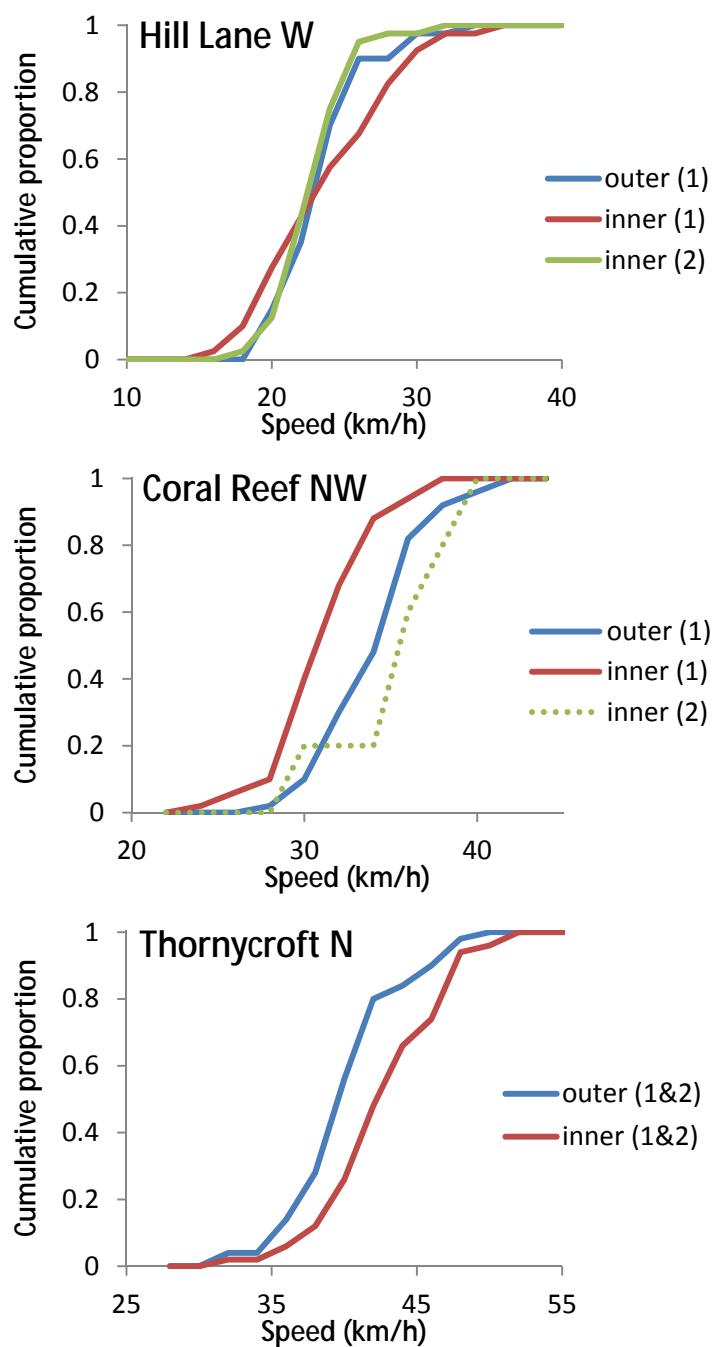 Hill Lane W
Cumulative proportion
1
0.8
0.6
0.4
0.2
0
10
20
30
40
Speed (km/h)
outer (1)
inner (1)
inner (2)
Coral Reef NW
Cumulative proportion
1
0.8
0.6
0.4
0.2
0
20
30
40
Speed (km/h)
outer (1)
inner (1)
inner (2)
Thornycroft N
Cumulative proportion
1
0.8
0.6
0.4
0.2
0
25
35
45
55
Speed (km/h)
outer (1&2)
inner (1&2)